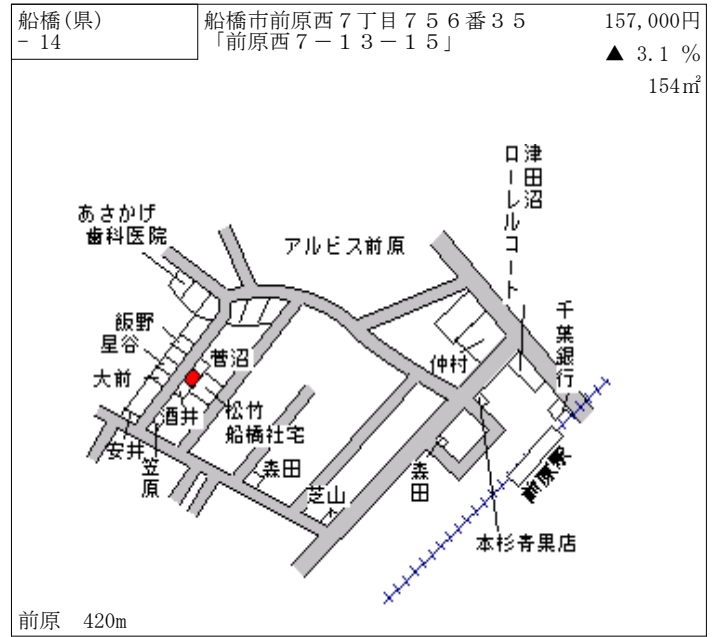 船橋(県)
- 14
船橋市前原西７丁目７５６番３５
「前原西７－１３－１５」
157,000円
▲ 3.1 %
154㎡
津田沼
ローレルコート
あさかげ
歯科医院
アルビス前原
千葉銀行
飯野
星谷
大前
菅沼
仲村
酒井
松竹
船橋社宅
安井
笠原
森田
芝山
森田
前原駅
本杉青果店
前原　420m